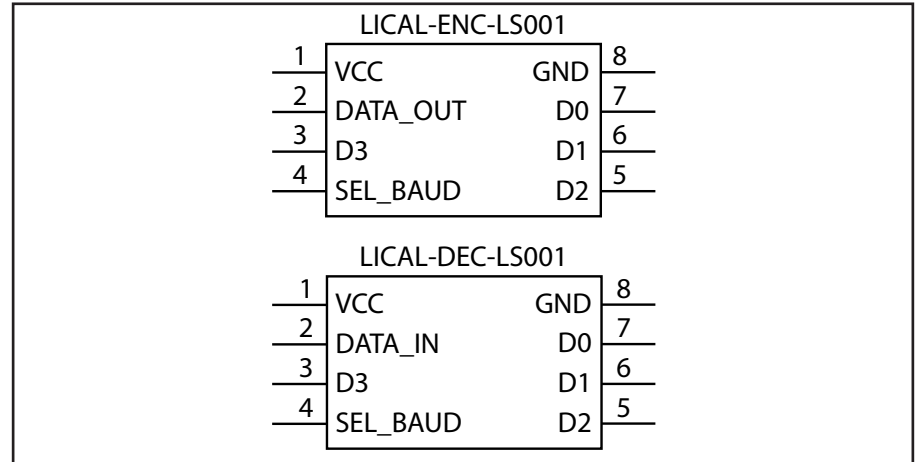 LICAL-ENC-LS001
1 VCC GND 8
2 DATA_OUT D0 7
3 D3 D1 6
4 SEL_BAUD D2 5
LICAL-DEC-LS001
1 VCC GND 8
2 DATA_IN D0 7
3 D3 D1 6
4 SEL_BAUD D2 5